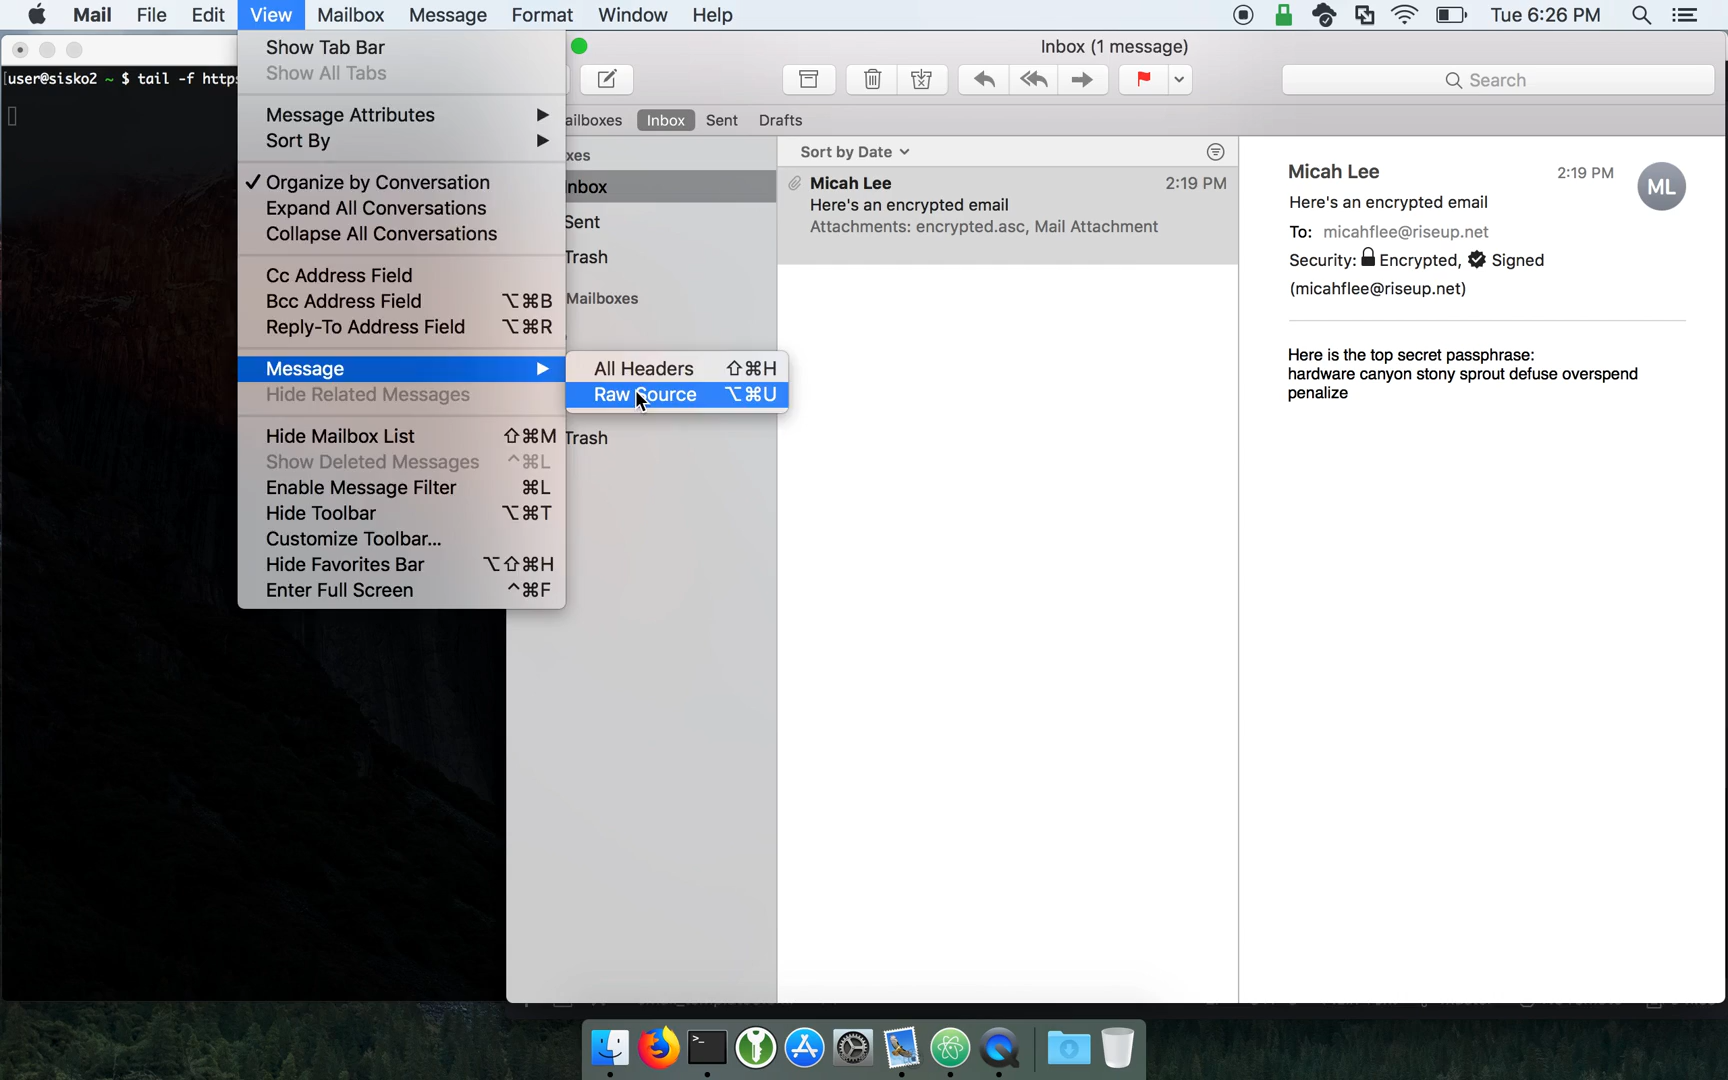 Mail File Edit View Mailbox Message Format Window Help Tue 6:26 PM
Show Tab Bar
Show All Tabs
Message Attributes ▶
Sort By ▶
✓ Organize by Conversation
Expand All Conversations
Collapse All Conversations
Cc Address Field
Bcc Address Field ⌥⌘B
Reply-To Address Field ⌥⌘R
Message ▶
Hide Related Messages
Hide Mailbox List ⇧⌘M
Show Deleted Messages ^⌘L
Enable Message Filter ⌘L
Hide Toolbar ⌥⌘T
Customize Toolbar...
Hide Favorites Bar ⌥⇧⌘H
Enter Full Screen ^⌘F
All Headers ⇧⌘H
Raw Source ⌥⌘U
user@sisko2 ~ $ tail -f https
Inbox (1 message)
Search
ailboxes Inbox Sent Drafts
xes
nbox
Sent
Trash
Mailboxes
Trash
Sort by Date
Micah Lee 2:19 PM
Here's an encrypted email
Attachments: encrypted.asc, Mail Attachment
Micah Lee 2:19 PM
ML
Here's an encrypted email
To: micahflee@riseup.net
Security: Encrypted, Signed
(micahflee@riseup.net)
Here is the top secret passphrase:
hardware canyon stony sprout defuse overspend
penalize